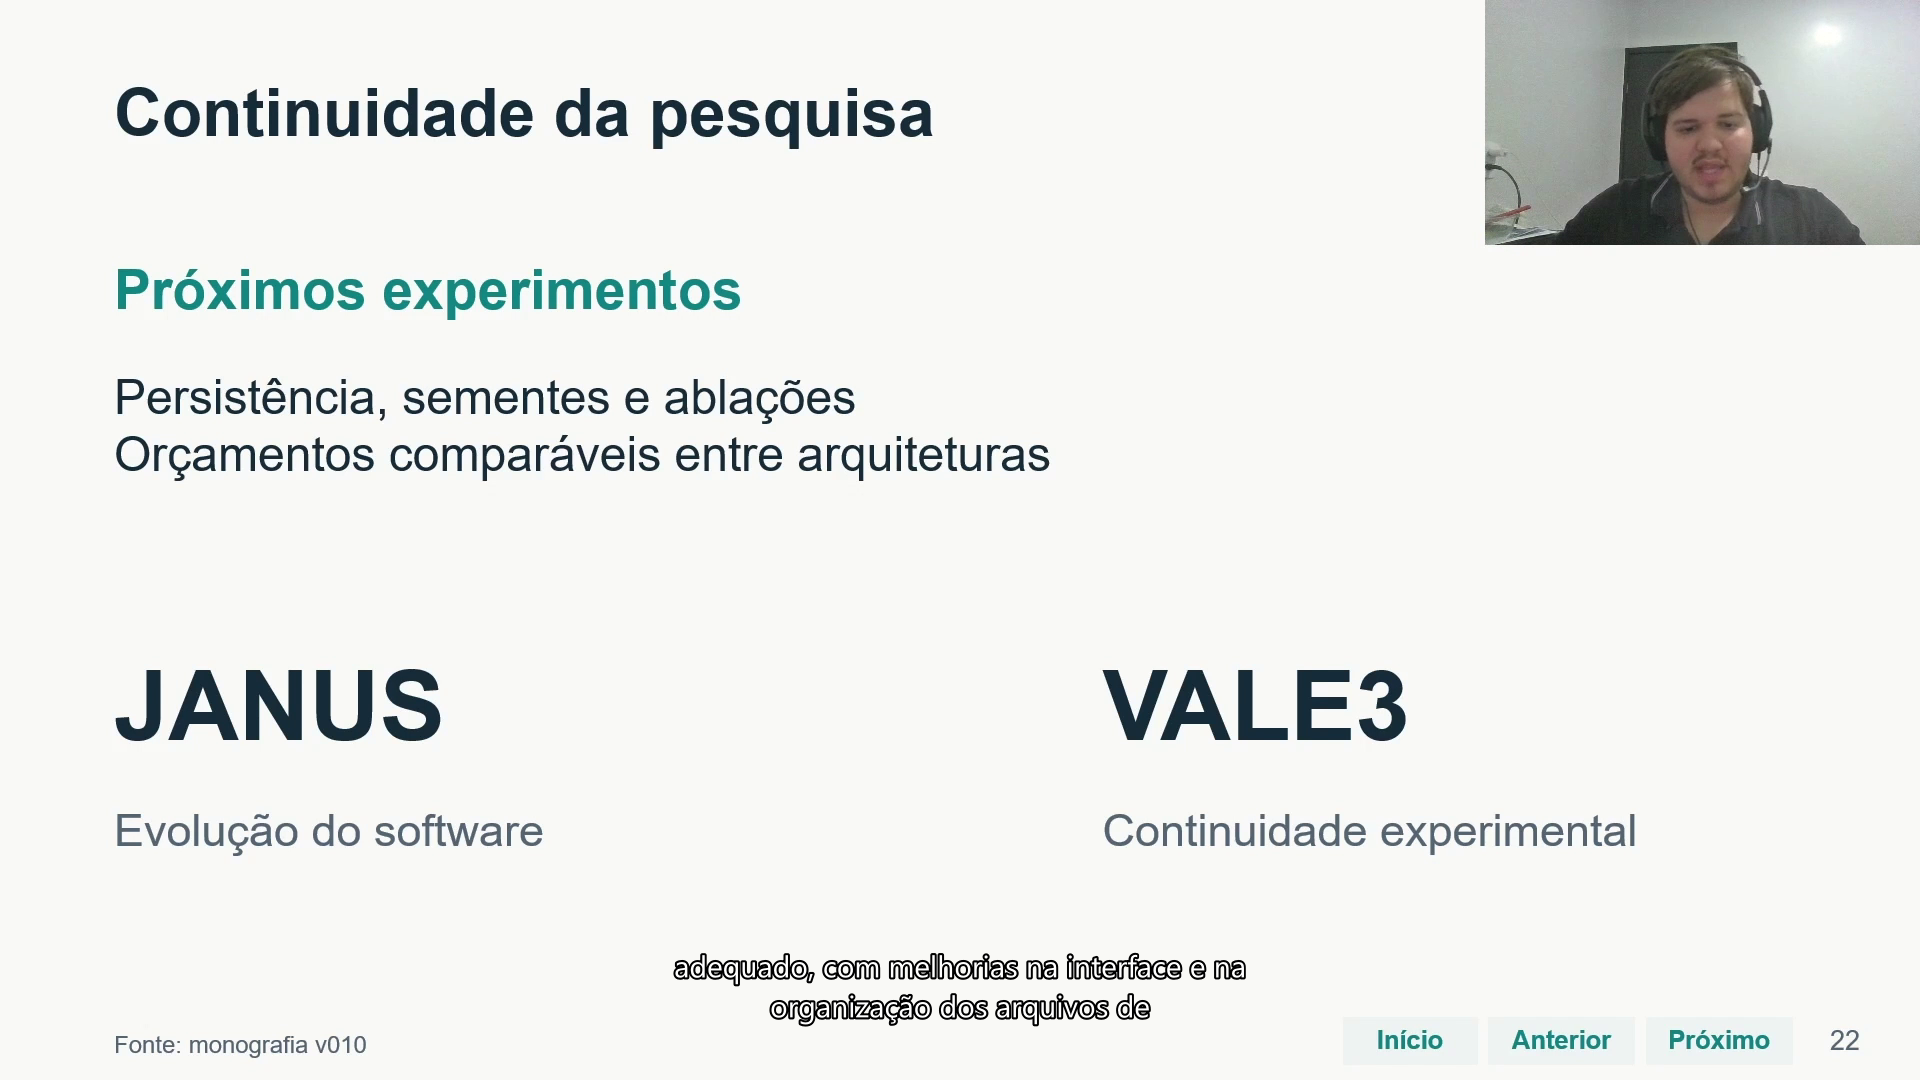 Continuidade da pesquisa
Próximos experimentos
Persistência, sementes e ablações
Orçamentos comparáveis entre arquiteturas
JANUS
Evolução do software
VALE3
Continuidade experimental
adequado, com melhorias na interface e na
organização dos arquivos de
Fonte: monografia v010
Início
Anterior
Próximo
22